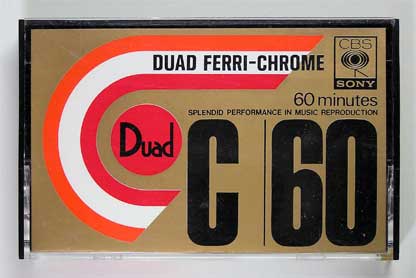 DUAD FERRI-CHROME
CBS
SONY
60 minutes
SPLENDID PERFORMANCE IN MUSIC REPRODUCTION
Duad
C|60